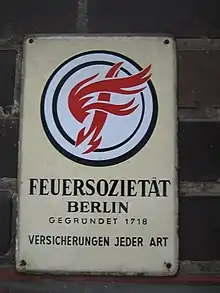 FEUERSOZIETÄT
BERLIN
GEGRÜNDET 1718
VERSICHERUNGEN JEDER ART